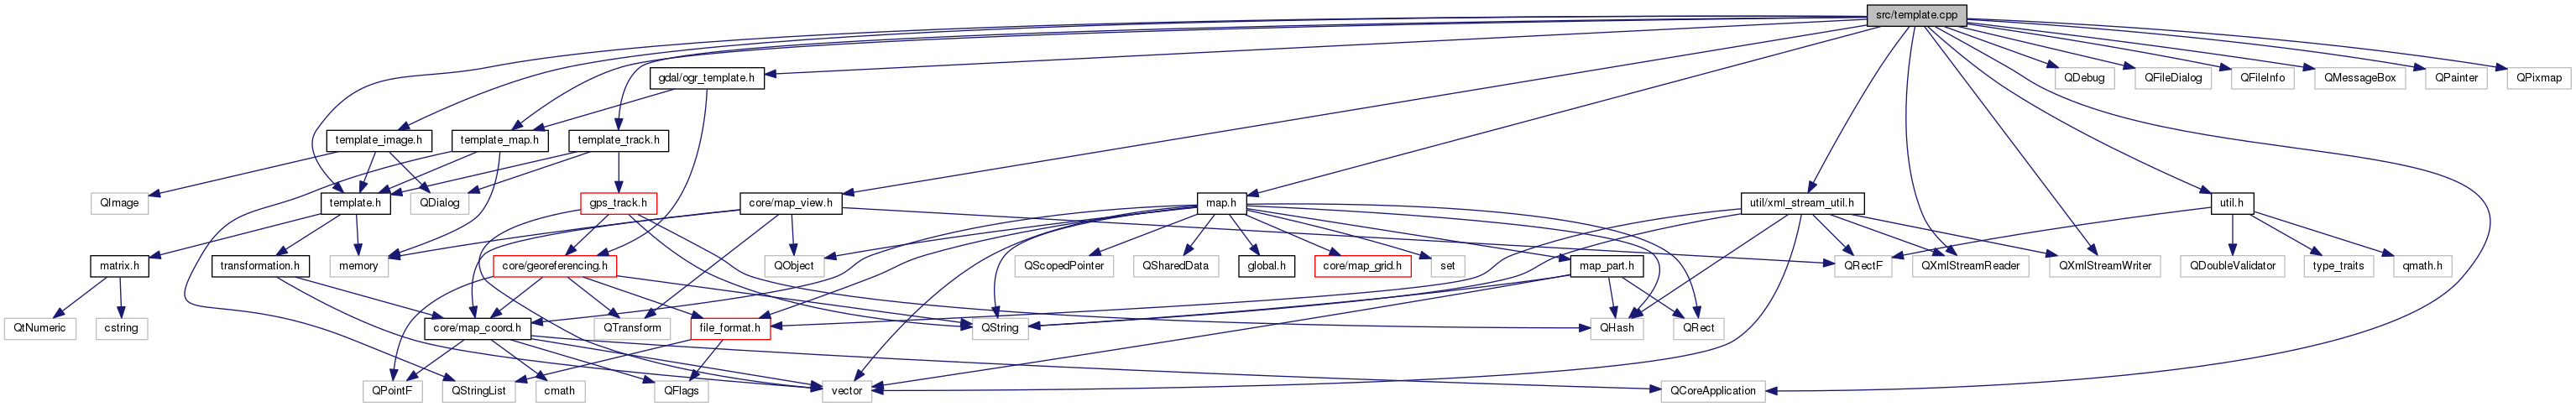 src/template.cpp
gdal/ogr_template.h
QDebug
QFileDialog
QFileInfo
QMessageBox
QPainter
QPixmap
template_image.h
template_map.h
template_track.h
QImage
template.h
QDialog
gps_track.h
core/map_view.h
map.h
util/xml_stream_util.h
util.h
matrix.h
transformation.h
memory
core/georeferencing.h
QObject
QScopedPointer
QSharedData
global.h
core/map_grid.h
set
map_part.h
QRectF
QXmlStreamReader
QXmlStreamWriter
QDoubleValidator
type_traits
qmath.h
QtNumeric
cstring
core/map_coord.h
QTransform
file_format.h
QString
QHash
QRect
QPointF
QStringList
cmath
QFlags
vector
QCoreApplication